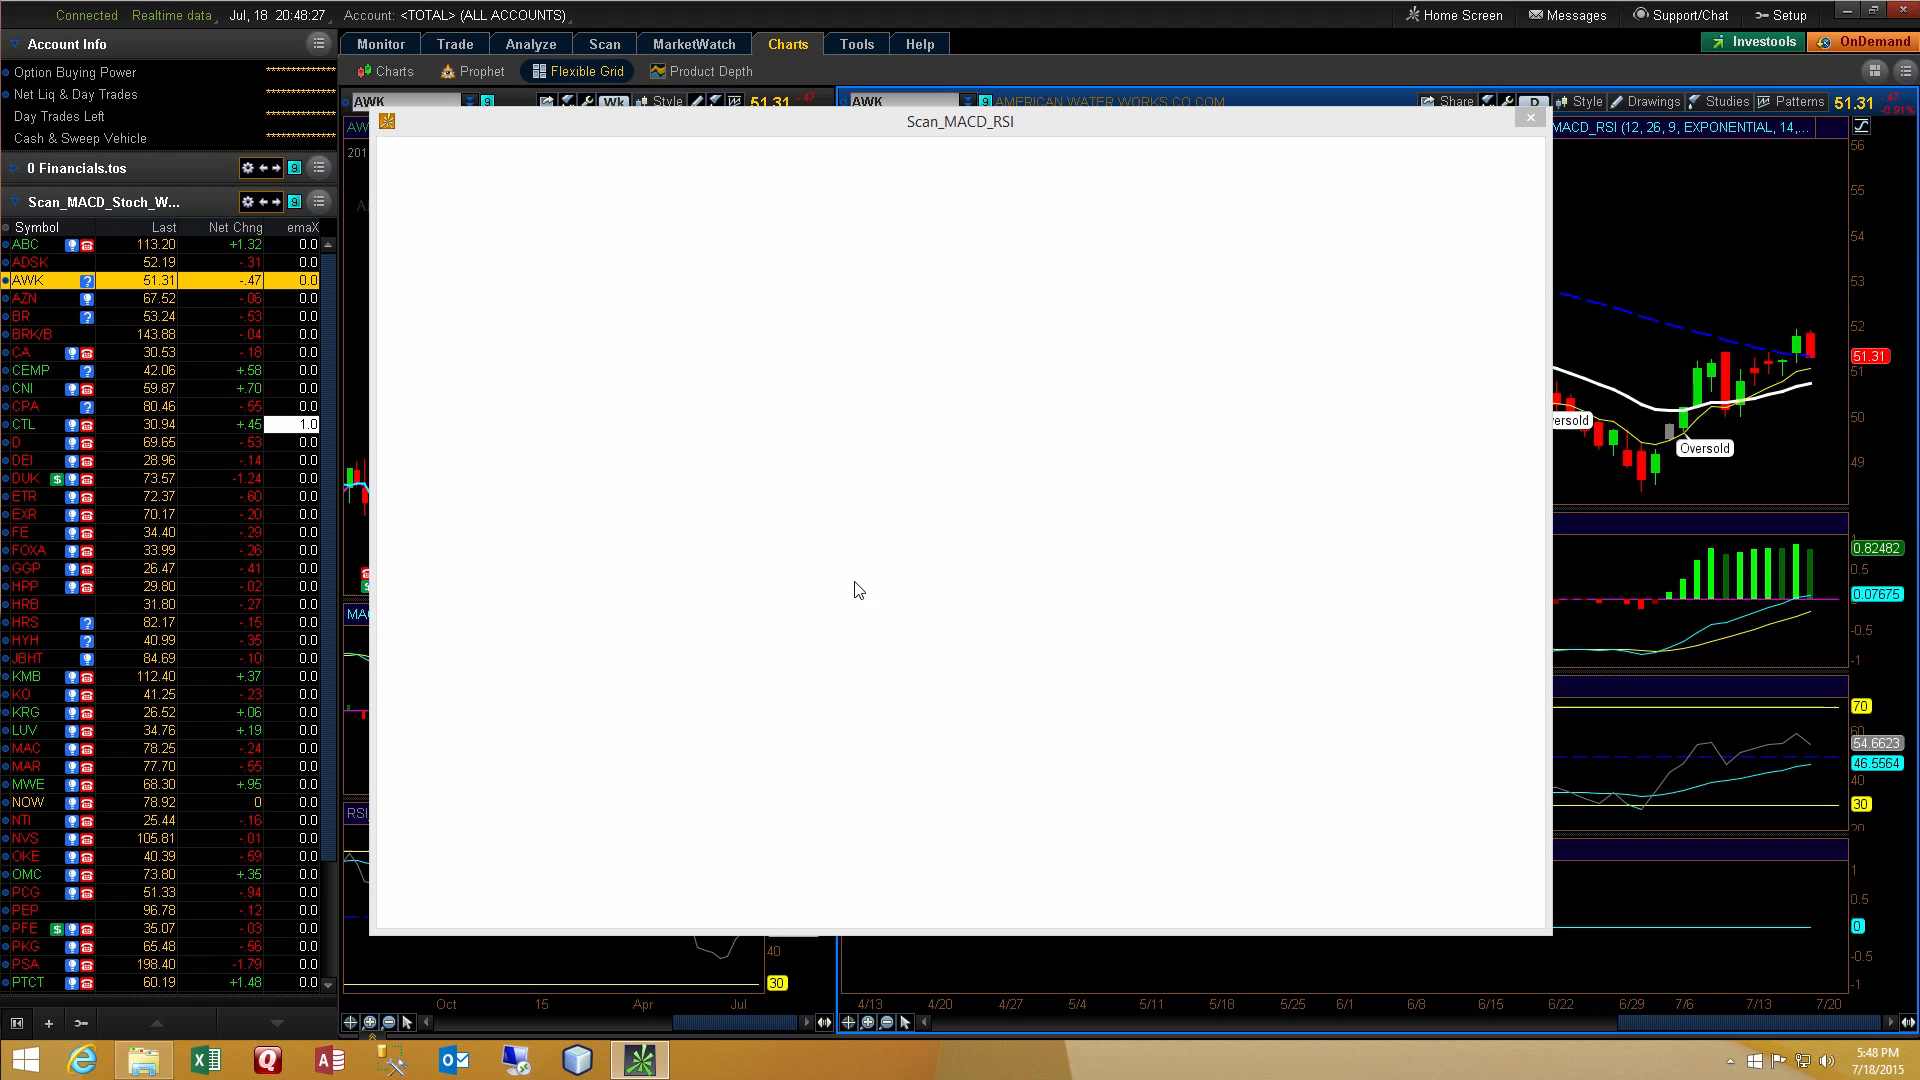 Connected Realtime data Jul, 18 20:48:27 Account: <TOTAL> (ALL ACCOUNTS) Home Screen Messages Support/Chat Setup
Account Info Monitor Trade Analyze Scan MarketWatch Charts Tools Help Investools OnDemand
Charts Prophet Flexible Grid Product Depth
Option Buying Power **************
Net Liq & Day Trades **************
Day Trades Left **************
Cash & Sweep Vehicle **************
AWK 9 Wk Style 51.31 -.47
AWK 9 AMERICAN WATER WORKS CO COM Share D Style Drawings Studies Patterns 51.31 -.47 -0.91%
Scan_MACD_RSI
MACD_RSI (12, 26, 9, EXPONENTIAL, 14,...
0 Financials.tos 9
Scan_MACD_Stoch_W... 9
Symbol Last Net Chng emaX
ABC 113.20 +1.32 0.0
ADSK 52.19 -.31 0.0
AWK 51.31 -.47 0.0
AZN 67.52 -.06 0.0
BR 53.24 -.53 0.0
BRK/B 143.88 -.04 0.0
CA 30.53 -.18 0.0
CEMP 42.06 +.58 0.0
CNI 59.87 +.70 0.0
CPA 80.46 -.55 0.0
CTL 30.94 +.45 1.0
D 69.65 -.53 0.0
DEI 28.96 -.14 0.0
DUK $ 73.57 -1.24 0.0
ETR 72.37 -.60 0.0
EXR 70.17 -.20 0.0
FE 34.40 -.29 0.0
FOXA 33.99 -.26 0.0
GGP 26.47 -.41 0.0
HPP 29.80 -.02 0.0
HRB 31.80 -.27 0.0
HRS 82.17 -.15 0.0
HYH 40.99 -.35 0.0
JBHT 84.69 -.10 0.0
KMB 112.40 +.37 0.0
KO 41.25 -.23 0.0
KRG 26.52 +.06 0.0
LUV 34.76 +.19 0.0
MAC 78.25 -.24 0.0
MAR 77.70 -.55 0.0
MWE 68.30 +.95 0.0
NOW 78.92 0 0.0
NTI 25.44 -.16 0.0
NVS 105.81 -.01 0.0
OKE 40.39 -.59 0.0
OMC 73.80 +.35 0.0
PCG 51.33 -.94 0.0
PEP 96.78 -.12 0.0
PFE $ 35.07 -.03 0.0
PKG 65.48 -.56 0.0
PSA 198.40 -1.79 0.0
PTCT 60.19 +1.48 0.0
AW
201
A
MA
RSI
40
30
Oct 15 Apr Jul
56
55
54
53
52
51.31
51
50
49
ersold
Oversold
1
0.82482
0.5
0.07675
-0.5
-1
70
60
54.6623
46.5564
40
30
20
1
0.5
0
-0.5
-1
4/13 4/20 4/27 5/4 5/11 5/18 5/25 6/1 6/8 6/15 6/22 6/29 7/6 7/13 7/20
5:48 PM
7/18/2015